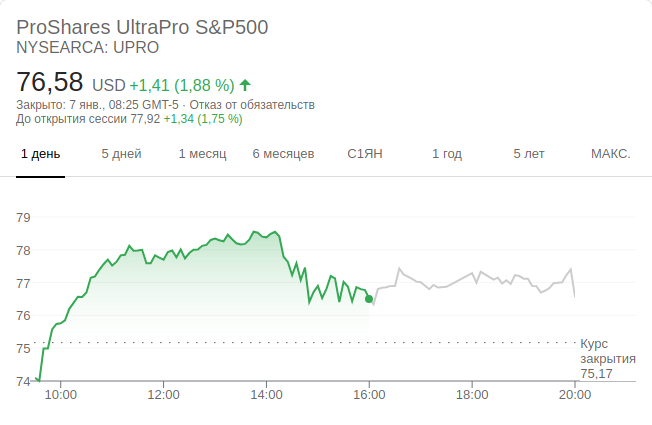 ProShares UltraPro S&P500
NYSEARCA: UPRO
76,58 USD +1,41 (1,88 %)
Закрыто: 7 янв., 08:25 GMT-5 · Отказ от обязательств
До открытия сессии 77,92 +1,34 (1,75 %)
1 день 5 дней 1 месяц 6 месяцев С1ЯН 1 год 5 лет МАКС.
79
78
77
76
75
74
Курс
закрытия
75,17
10:00 12:00 14:00 16:00 18:00 20:00